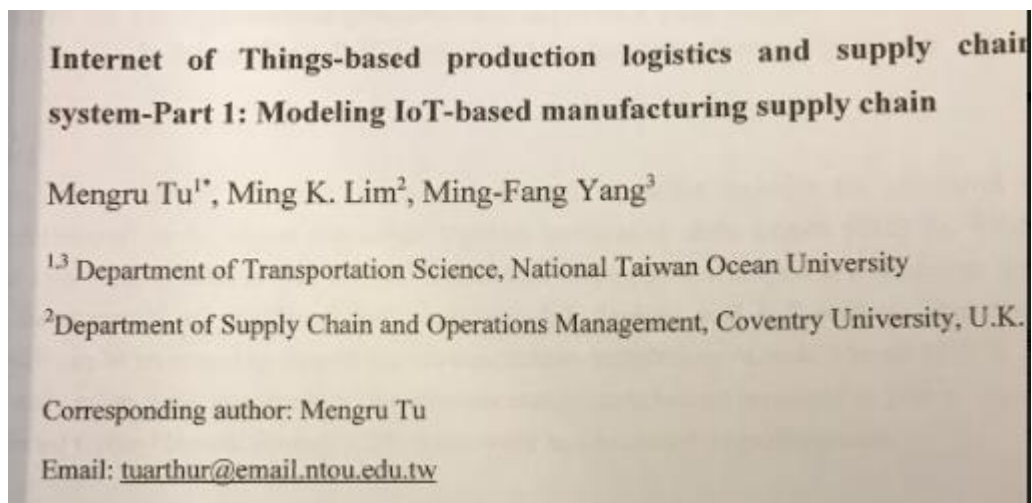 Internet of Things-based production logistics and supply chain
system-Part 1: Modeling IoT-based manufacturing supply chain
Mengru Tu1*, Ming K. Lim2, Ming-Fang Yang3
1,3 Department of Transportation Science, National Taiwan Ocean University
2Department of Supply Chain and Operations Management, Coventry University, U.K.
Corresponding author: Mengru Tu
Email: tuarthur@email.ntou.edu.tw